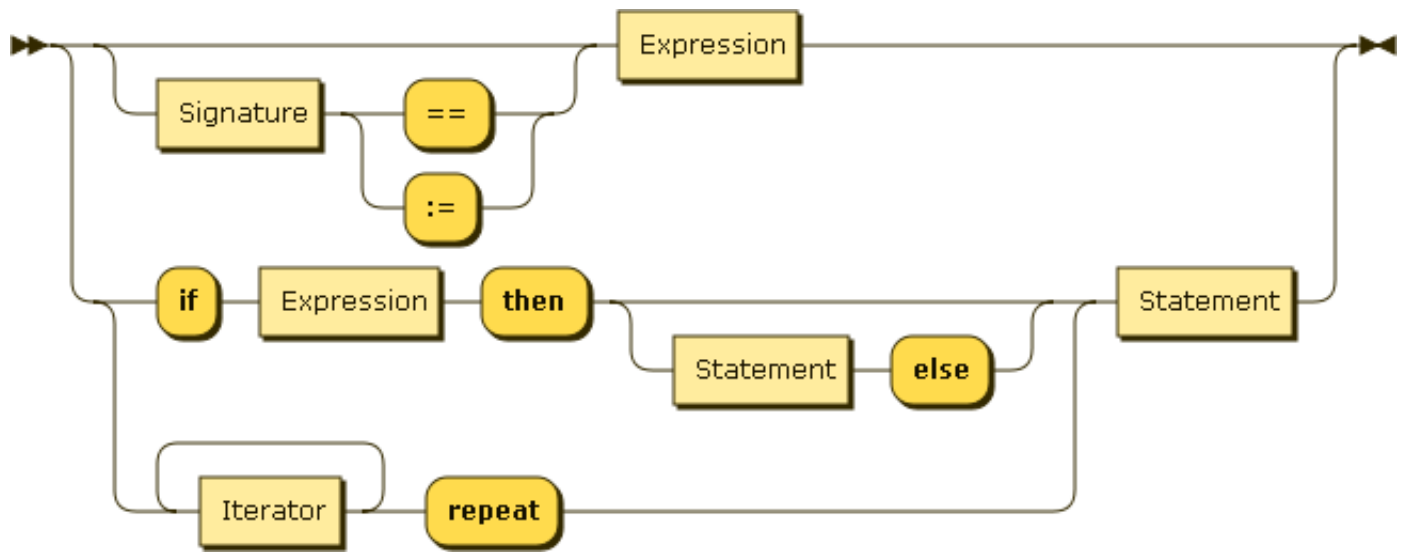 Expression
Signature ==
:=
if Expression then Statement
Statement else
Iterator repeat